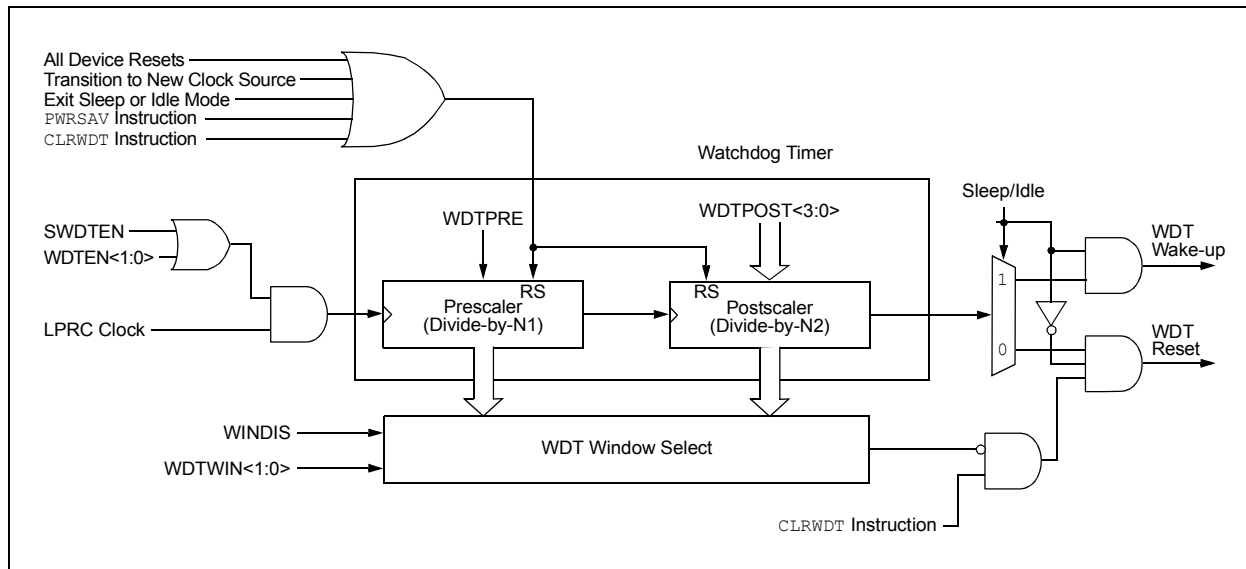 All Device Resets
Transition to New Clock Source
Exit Sleep or Idle Mode
PWRSAV Instruction
CLRWDT Instruction
Watchdog Timer
Sleep/Idle
SWDTEN
WDTEN<1:0>
LPRC Clock
WDTPRE
WDTPOST<3:0>
RS
Prescaler
(Divide-by-N1)
RS
Postscaler
(Divide-by-N2)
1
0
WDT
Wake-up
WDT
Reset
WINDIS
WDTWIN<1:0>
WDT Window Select
CLRWDT Instruction